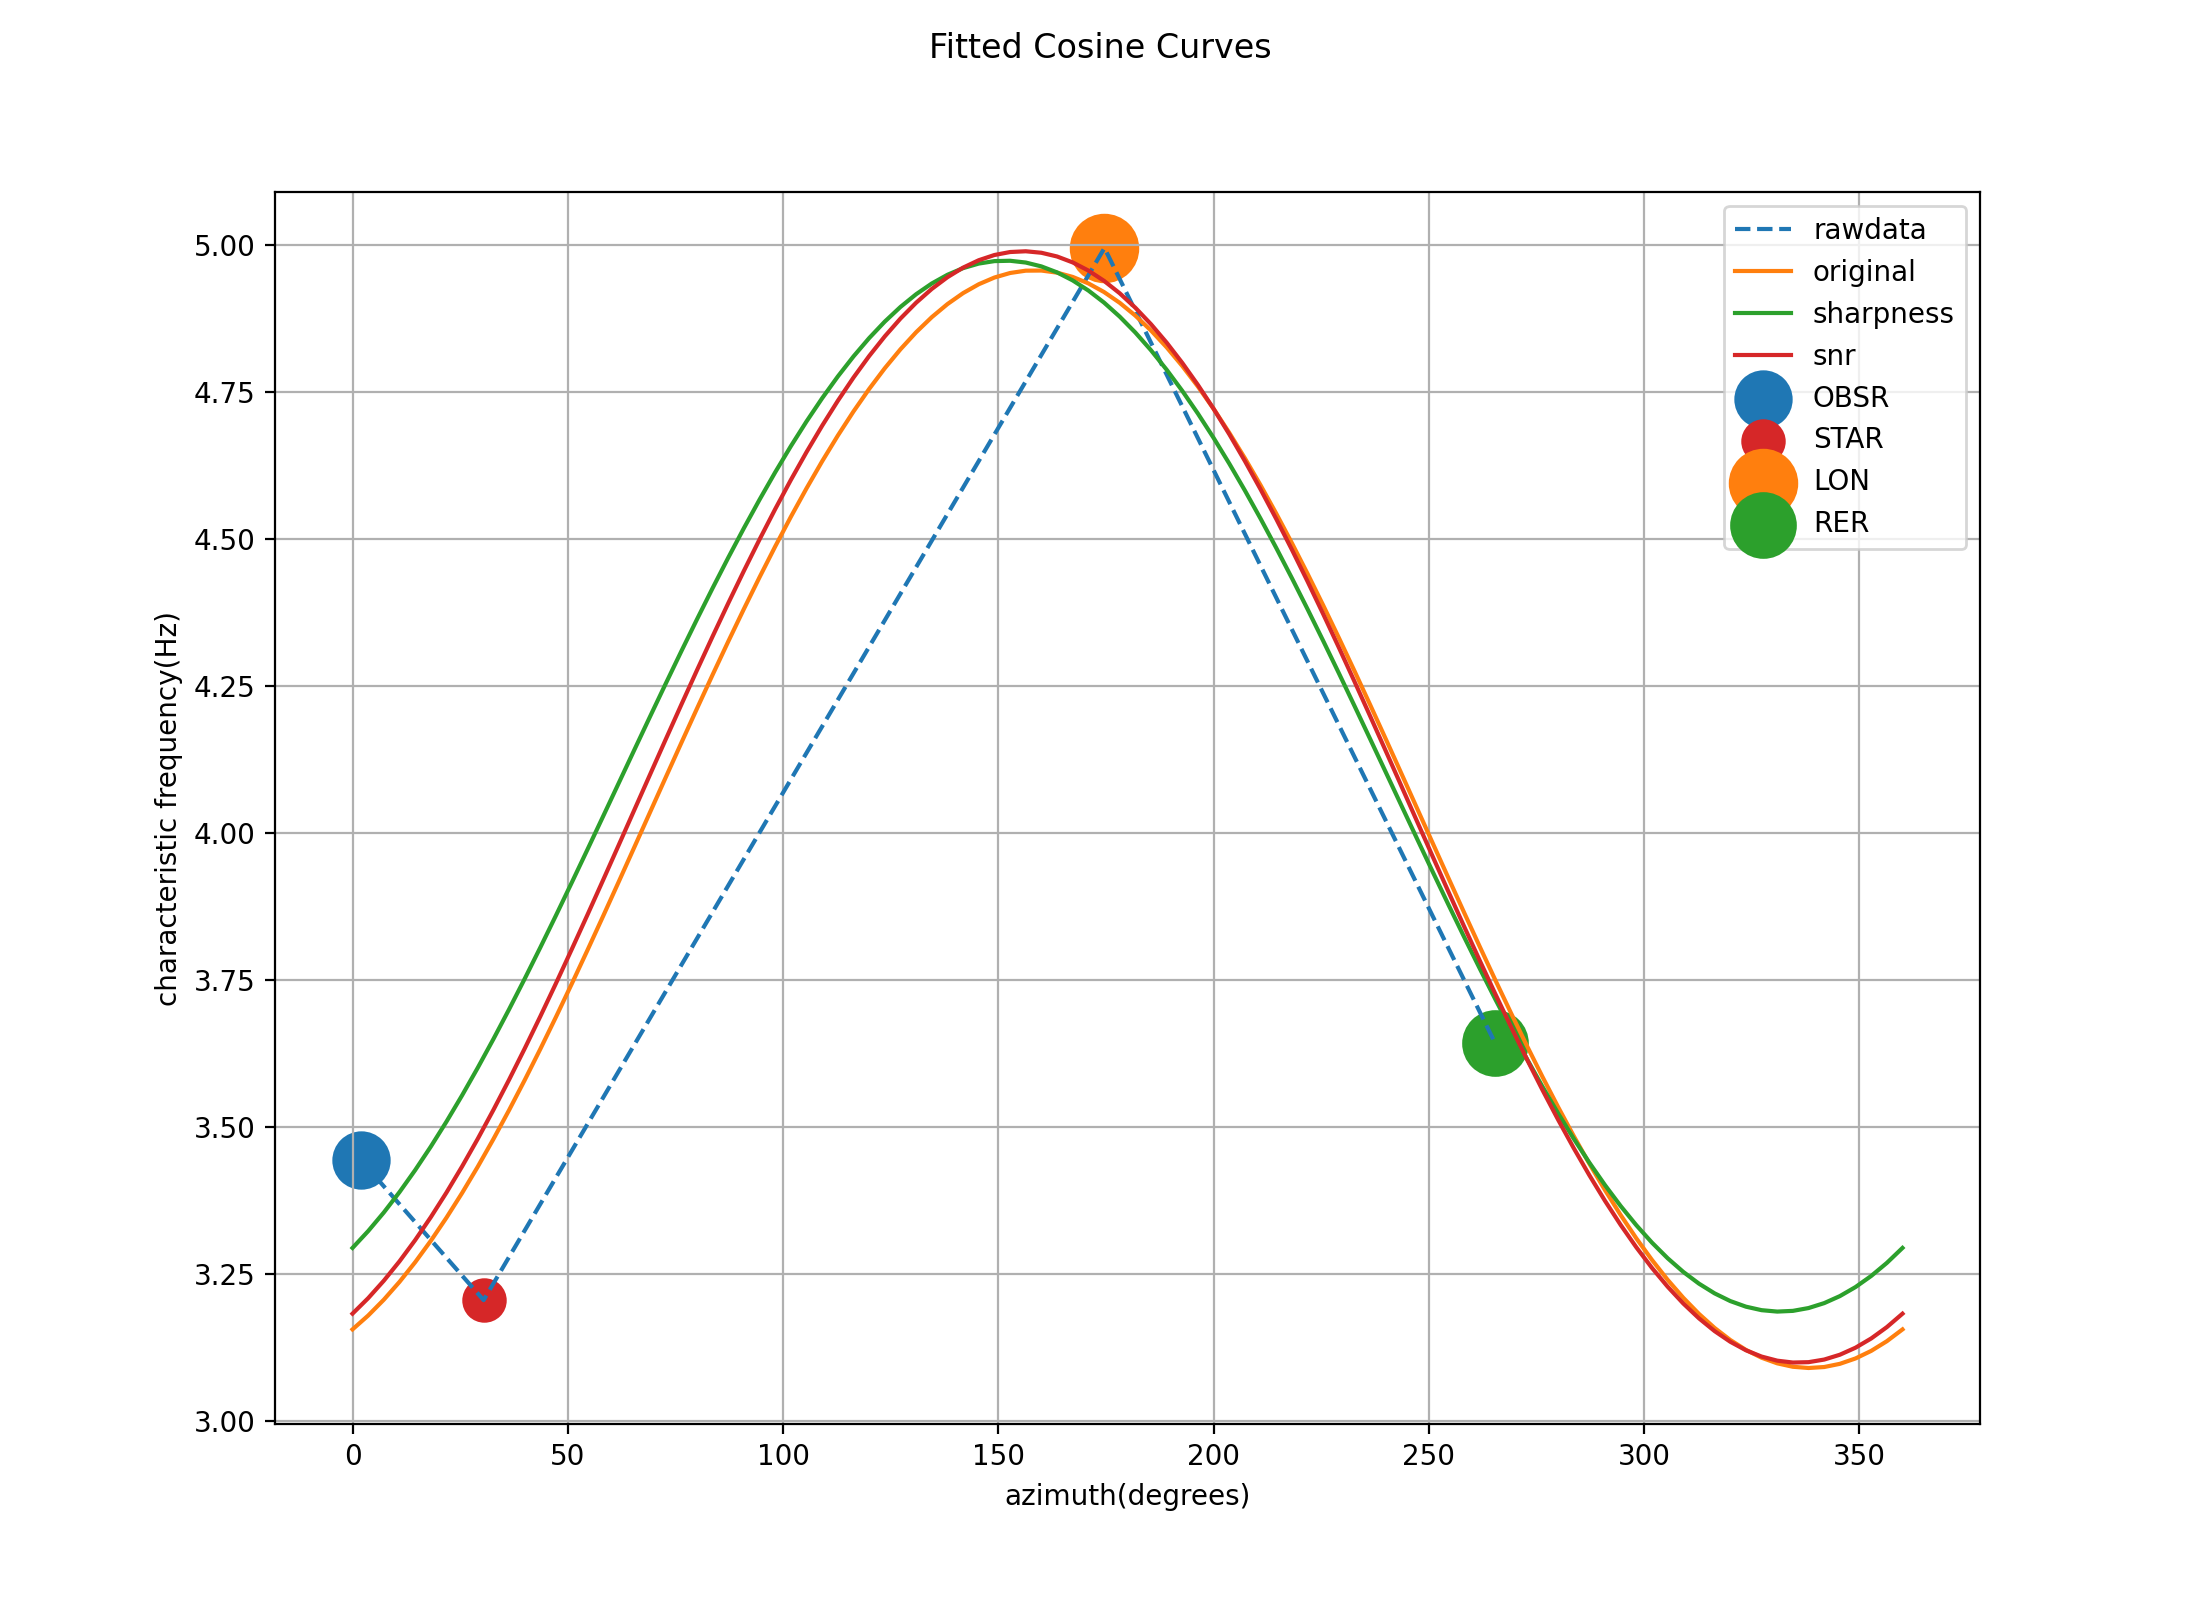 Fitted Cosine Curves
rawdata
original
sharpness
snr
OBSR
STAR
LON
RER
characteristic frequency(Hz)
5.00
4.75
4.50
4.25
4.00
3.75
3.50
3.25
3.00
0 50 100 150 200 250 300 350
azimuth(degrees)